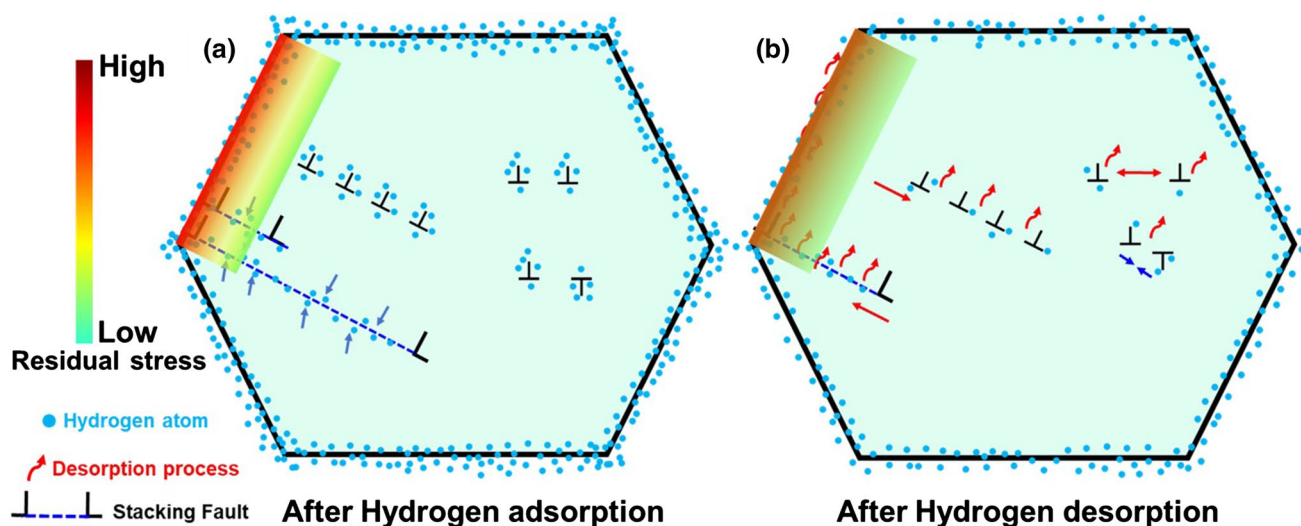 (a)
(b)
High
Low
Residual stress
Hydrogen atom
Desorption process
Stacking Fault
After Hydrogen adsorption
After Hydrogen desorption